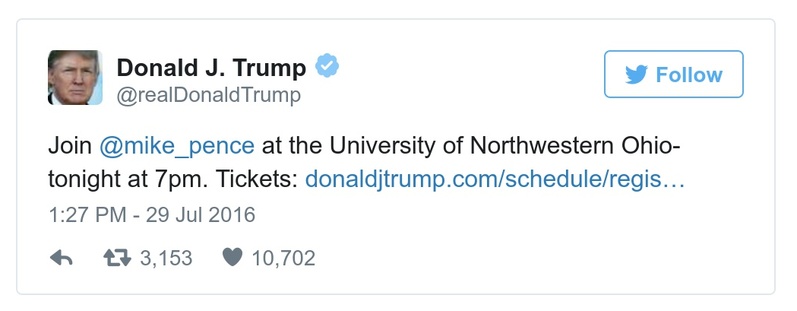 Donald J. Trump
@realDonaldTrump
Follow
Join @mike_pence at the University of Northwestern Ohio-
tonight at 7pm. Tickets: donaldjtrump.com/schedule/regis…
1:27 PM - 29 Jul 2016
3,153 10,702